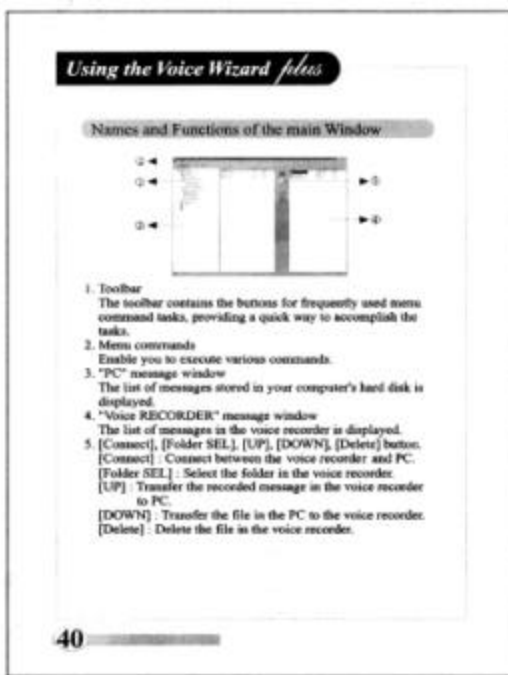 Using the Voice Wizard plus
Names and Functions of the main Window
1. Toolbar
The toolbar contains the buttons for frequently used menu
command tasks, providing a quick way to accomplish the
tasks.
2. Menu commands
Enable you to execute various commands.
3. "PC" message window
The list of messages stored in your computer's hard disk is
displayed.
4. "Voice RECORDER" message window
The list of messages in the voice recorder is displayed.
5. [Connect], [Folder SEL], [UP], [DOWN], [Delete] button.
[Connect] : Connect between the voice recorder and PC.
[Folder SEL] : Select the folder in the voice recorder.
[UP] : Transfer the recorded message in the voice recorder
to PC.
[DOWN] : Transfer the file in the PC to the voice recorder.
[Delete] : Delete the file in the voice recorder.
40